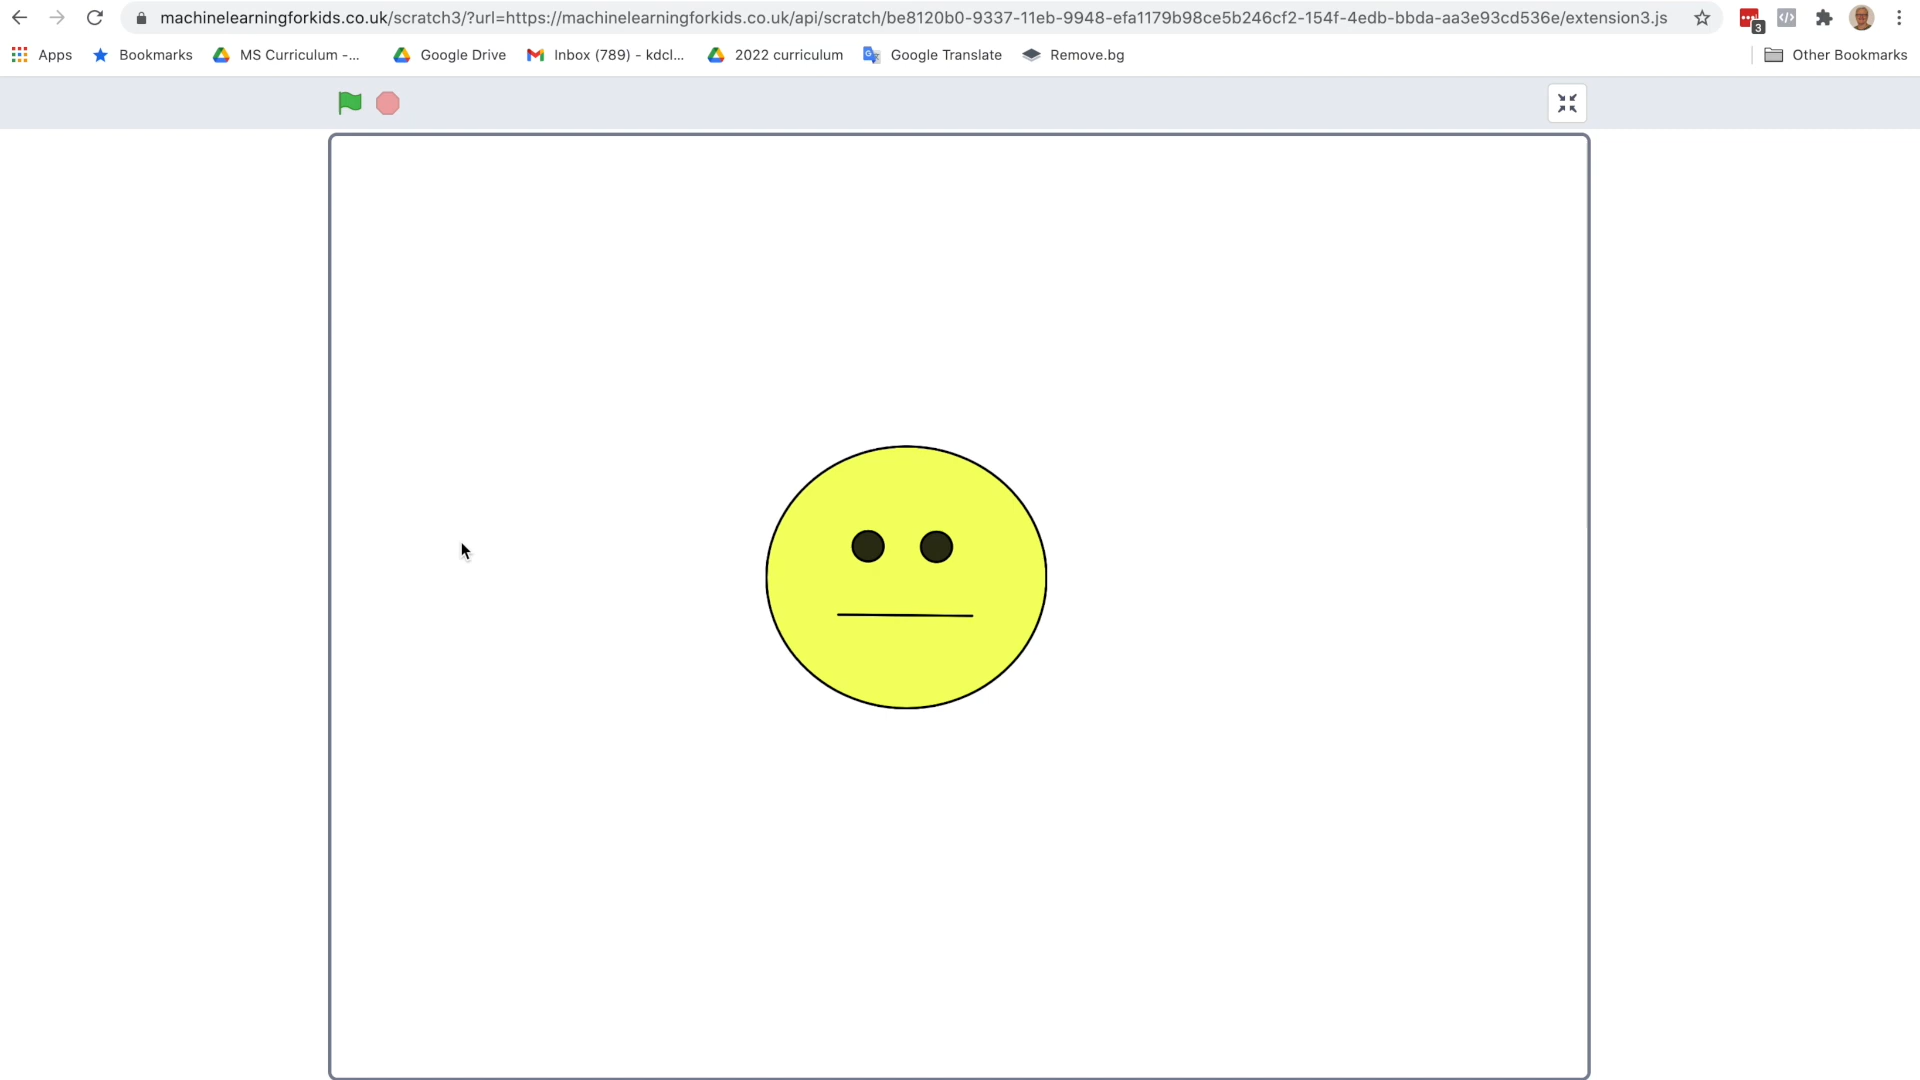 machinelearningforkids.co.uk/scratch3/?url=https://machinelearningforkids.co.uk/api/scratch/be8120b0-9337-11eb-9948-efa1179b98ce5b246cf2-154f-4edb-bbda-aa3e93cd536e/extension3.js
3
Apps Bookmarks MS Curriculum -... Google Drive Inbox (789) - kdcl... 2022 curriculum Google Translate Remove.bg Other Bookmarks